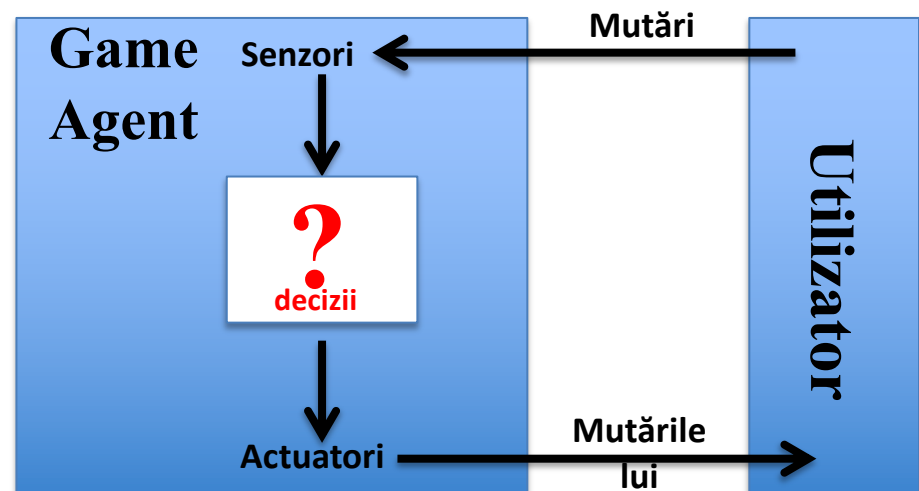 Game
Agent
Senzori
Mutări
?
decizii
Utilizator
Actuatori
Mutările
lui